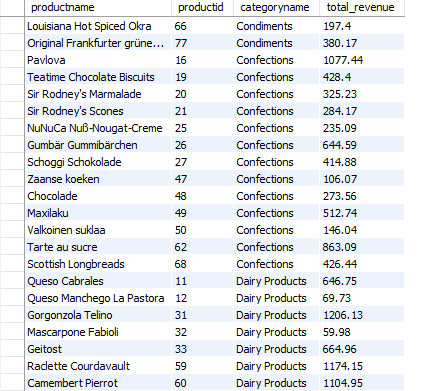 productname productid categoryname total_revenue
Louisiana Hot Spiced Okra 66 Condiments 197.4
Original Frankfurter grüne... 77 Condiments 380.17
Pavlova 16 Confections 1077.44
Teatime Chocolate Biscuits 19 Confections 428.4
Sir Rodney's Marmalade 20 Confections 325.23
Sir Rodney's Scones 21 Confections 284.17
NuNuCa Nuß-Nougat-Creme 25 Confections 235.09
Gumbär Gummibärchen 26 Confections 644.59
Schoggi Schokolade 27 Confections 414.88
Zaanse koeken 47 Confections 106.07
Chocolade 48 Confections 273.56
Maxilaku 49 Confections 512.74
Valkoinen suklaa 50 Confections 146.04
Tarte au sucre 62 Confections 863.09
Scottish Longbreads 68 Confections 426.44
Queso Cabrales 11 Dairy Products 646.75
Queso Manchego La Pastora 12 Dairy Products 69.73
Gorgonzola Telino 31 Dairy Products 1206.13
Mascarpone Fabioli 32 Dairy Products 59.98
Geitost 33 Dairy Products 664.96
Raclette Courdavault 59 Dairy Products 1174.15
Camembert Pierrot 60 Dairy Products 1104.95